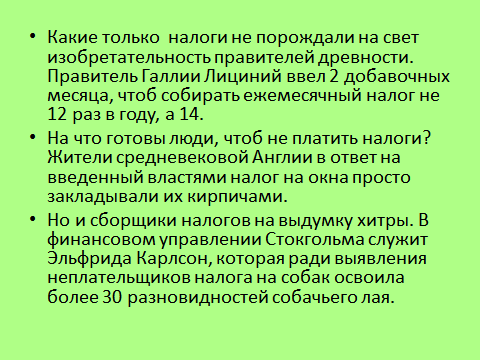 • Какие только  налоги не порождали на свет
изобретательность правителей древности.
Правитель Галлии Лициний ввел 2 добавочных
месяца, чтоб собирать ежемесячный налог не
12 раз в году, а 14.
• На что готовы люди, чтоб не платить налоги?
Жители средневековой Англии в ответ на
введенный властями налог на окна просто
закладывали их кирпичами.
• Но и сборщики налогов на выдумку хитры. В
финансовом управлении Стокгольма служит
Эльфрида Карлсон, которая ради выявления
неплательщиков налога на собак освоила
более 30 разновидностей собачьего лая.